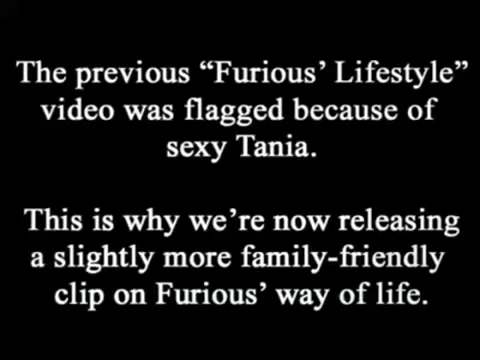 The previous “Furious’ Lifestyle”
video was flagged because of
sexy Tania.
This is why we’re now releasing
a slightly more family-friendly
clip on Furious’ way of life.